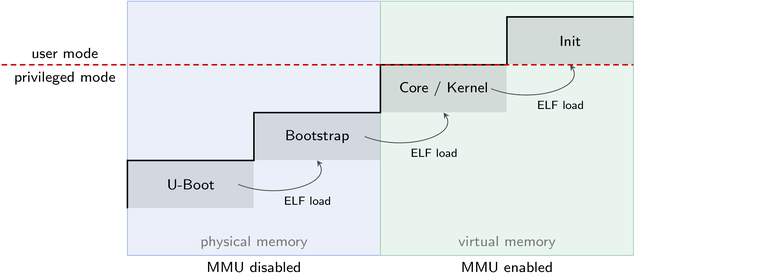 user mode
privileged mode
Init
Core / Kernel
ELF load
Bootstrap
ELF load
U-Boot
ELF load
physical memory
virtual memory
MMU disabled
MMU enabled